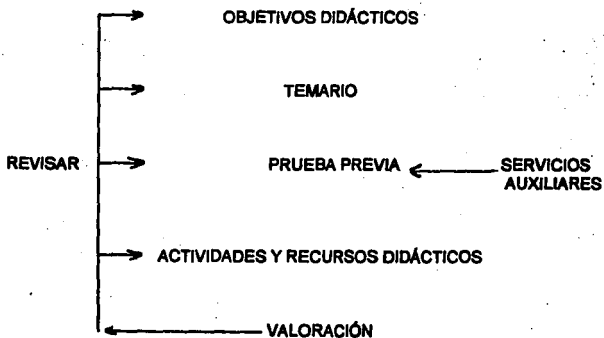 OBJETIVOS DIDÁCTICOS
TEMARIO
REVISAR
PRUEBA PREVIA
SERVICIOS
AUXILIARES
ACTIVIDADES Y RECURSOS DIDÁCTICOS
VALORACIÓN